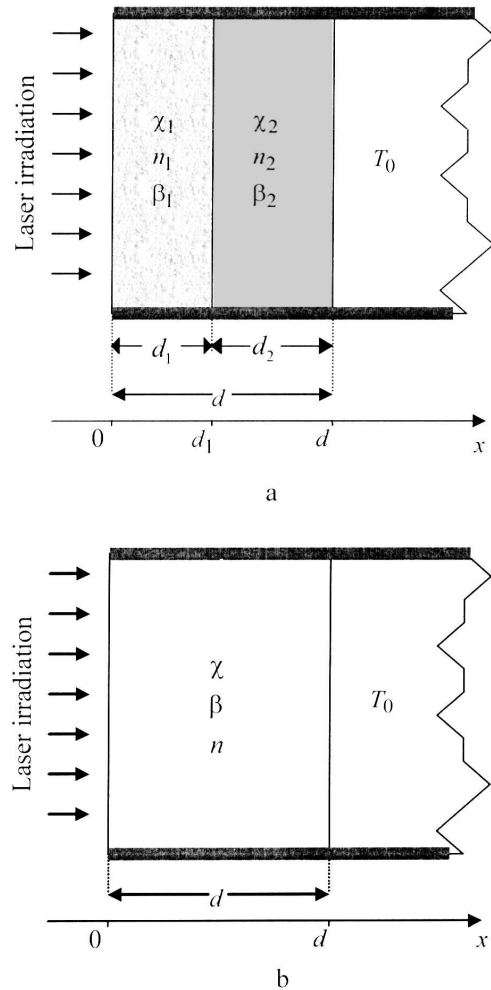 Laser irradiation
χ₁ χ₂
n₁ n₂ T₀
β₁ β₂
d₁ d₂
d
0 d₁ d x
a
Laser irradiation
χ
β T₀
n
d
0 d x
b